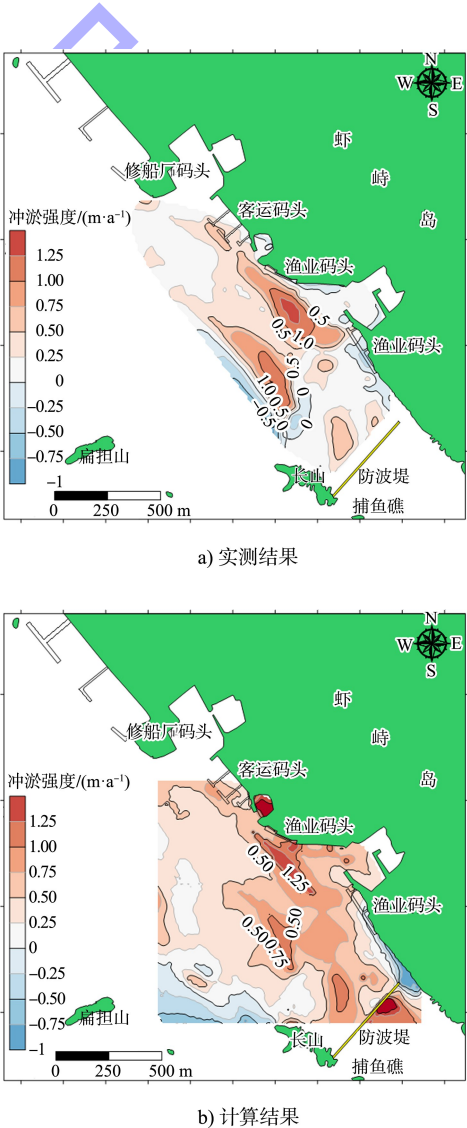 N
W E
S
虾
峙
岛
修船厂码头
客运码头
渔业码头
渔业码头
冲淤强度/(m·a⁻¹)
1.25
1.00
0.75
0.50
0.25
0
−0.25
−0.50
−0.75
−1
0.5
0.5
1.0
0.5
0
1.0
0.5
0
−0.5
0
扁担山
长山
防波堤
捕鱼礁
0 250 500 m
a) 实测结果
N
W E
S
虾
峙
岛
修船厂码头
客运码头
渔业码头
渔业码头
冲淤强度/(m·a⁻¹)
1.25
1.00
0.75
0.50
0.25
0
−0.25
−0.50
−0.75
−1
0.50
1.25
0.50
0.50
0.75
扁担山
长山
防波堤
捕鱼礁
0 250 500 m
b) 计算结果